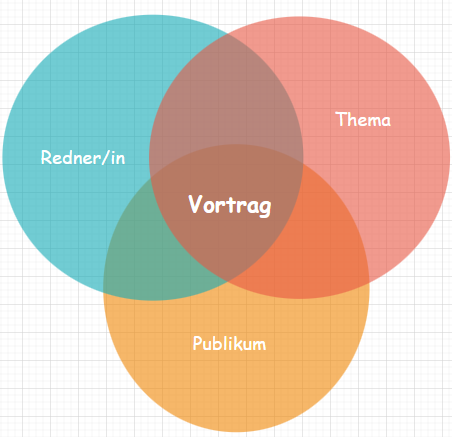 Thema
Redner/in
Vortrag
Publikum